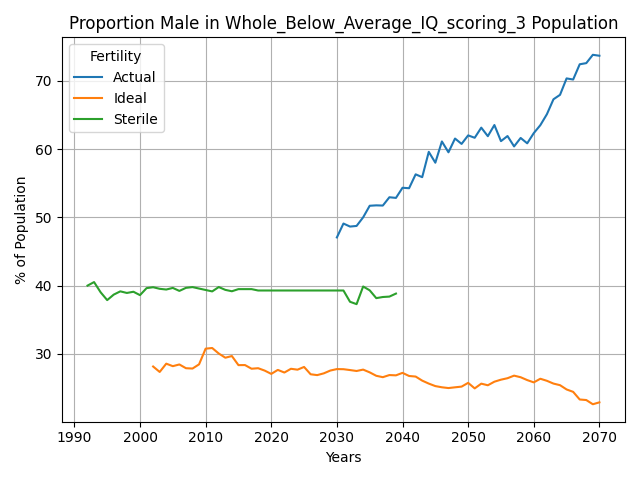 Proportion Male in Whole_Below_Average_IQ_scoring_3 Population
Fertility
Actual
Ideal
Sterile
% of Population
70
60
50
40
30
1990 2000 2010 2020 2030 2040 2050 2060 2070
Years